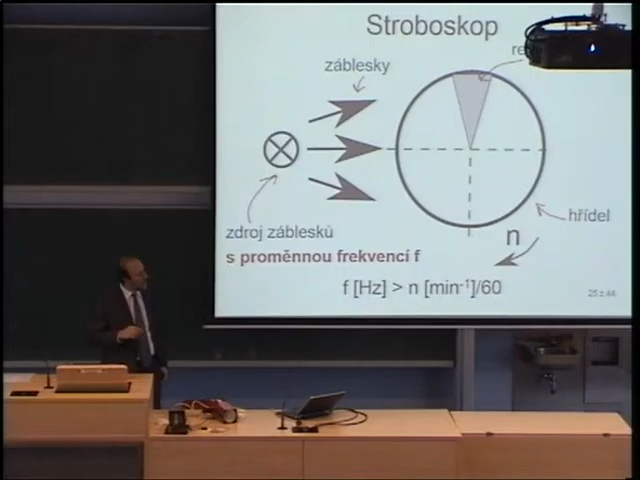 Stroboskop
záblesky
hřídel
zdroj záblesků
n
s proměnnou frekvencí f
f [Hz] > n [min⁻¹]/60
25 z 44